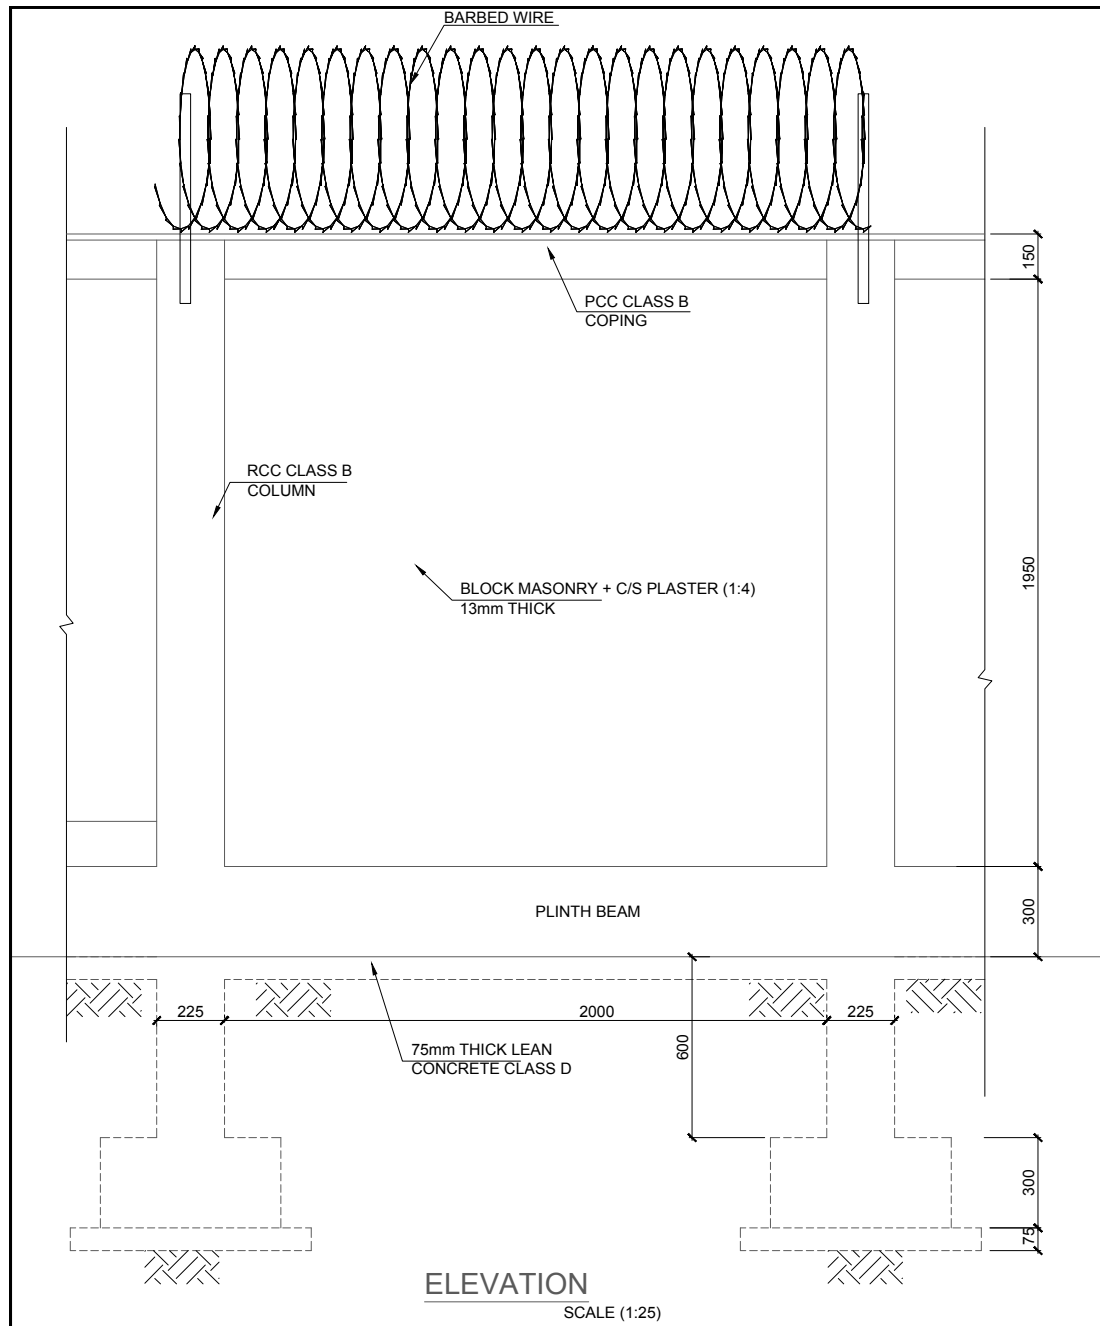 BARBED WIRE
150
PCC CLASS B
COPING
RCC CLASS B
COLUMN
1950
BLOCK MASONRY + C/S PLASTER (1:4)
13mm THICK
PLINTH BEAM
300
225
2000
225
600
75mm THICK LEAN
CONCRETE CLASS D
300
75
ELEVATION
SCALE (1:25)